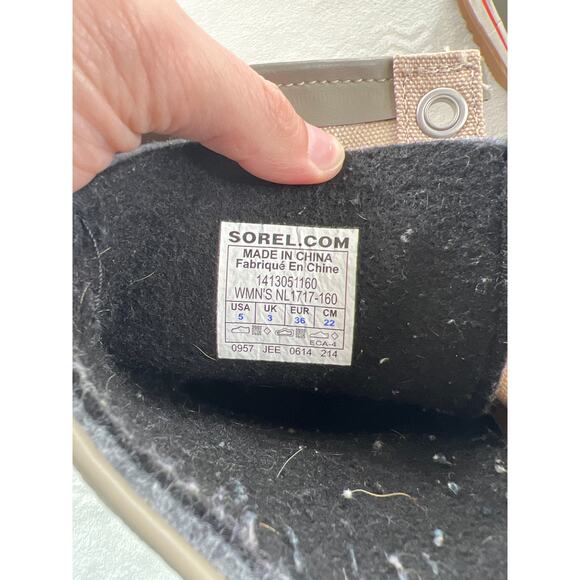 SOREL.COM
MADE IN CHINA
Fabriqué En Chine
1413051160
WMN'S NL1717-160
USA UK EUR CM
5 3 36 22
ECA-4
0957 JEE 0614 214